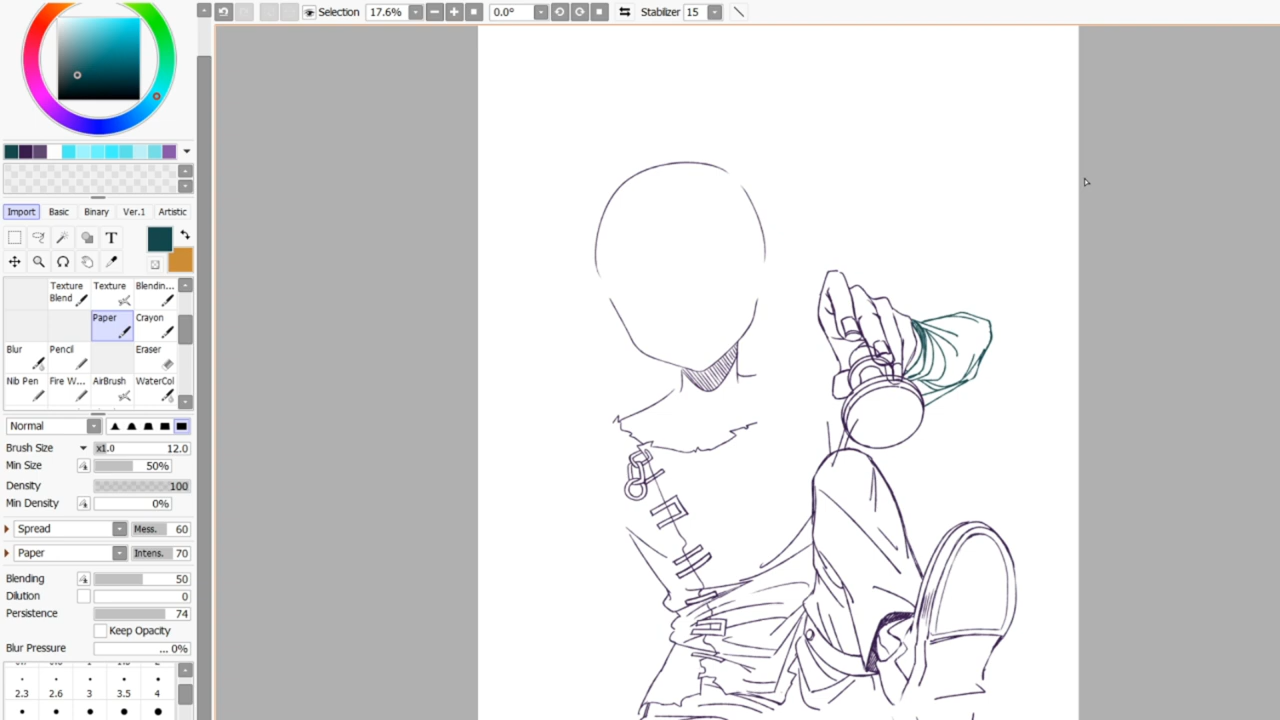 Selection 17.6% 0.0° Stabilizer 15
Import Basic Binary Ver.1 Artistic
T
Texture Blend Texture Blendin...
Paper Crayon
Blur Pencil Eraser
Nib Pen Fire W... AirBrush WaterCol
Normal
Brush Size x1.0 12.0
Min Size 50%
Density 100
Min Density 0%
Spread Mess. 60
Paper Intens. 70
Blending 50
Dilution 0
Persistence 74
Keep Opacity
Blur Pressure ... 0%
2.3 2.6 3 3.5 4